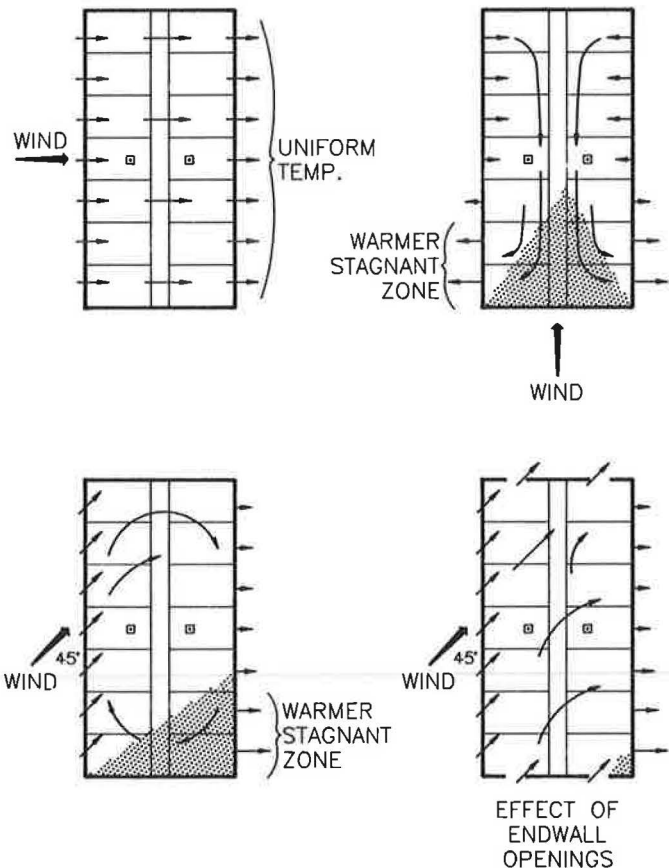 WIND
UNIFORM
TEMP.
WARMER
STAGNANT
ZONE
WIND
45°
WIND
WARMER
STAGNANT
ZONE
45°
WIND
EFFECT OF
ENDWALL
OPENINGS